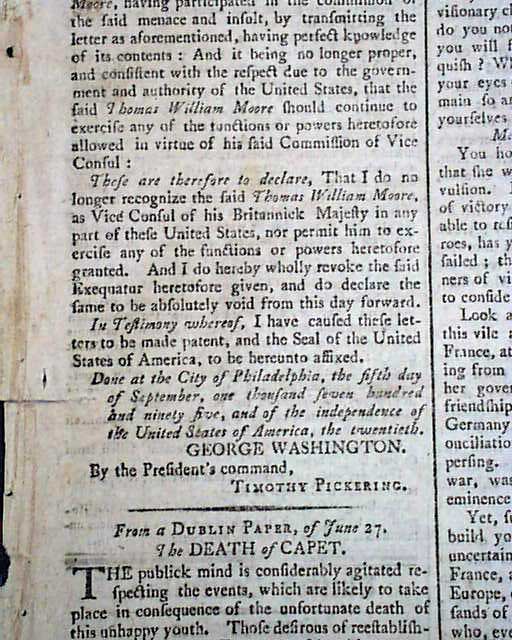 Moore, having participated in the commission of
the said menace and insult, by transmitting the
letter as aforementioned, having perfect knowledge
of its contents : And it being no longer proper,
and consistent with the respect due to the govern-
ment and authority of the United States, that the
said Thomas William Moore should continue to
exercise any of the functions or powers heretofore
allowed in virtue of his said Commission of Vice
Consul :
These are therefore to declare, That I do no
longer recognize the said Thomas William Moore,
as Vice Consul of his Britannick Majesty in any
part of these United States, nor permit him to ex-
ercise any of the functions or powers heretofore
granted. And I do hereby wholly revoke the said
Exequatur heretofore given, and do declare the
same to be absolutely void from this day forward.
In Testimony whereof, I have caused these let-
ters to be made patent, and the Seal of the United
States of America, to be hereunto affixed.
Done at the City of Philadelphia, the fifth day
of September, one thousand seven hundred
and ninety five, and of the independence of
the United States of America, the twentieth.
GEORGE WASHINGTON.
By the President's command,
TIMOTHY PICKERING.
From a DUBLIN PAPER, of June 27.
The DEATH of CAPET.
THE publick mind is considerably agitated re-
specting the events, which are likely to take
place in consequence of the unfortunate death of
this unhappy youth. Those desirous of reestablish-
visionary
do you not
you will
quish ?
your eyes
main so
yourselves
You
that she
vulsion.
of victory
able to
roes, has
sailed ;
ners of
to
Look
this vile
France, at
ing from
her
friendship
Germany
persing.
war, was
eminence
Yet,
build
uncertain
France,
Europe,
sands of
who,